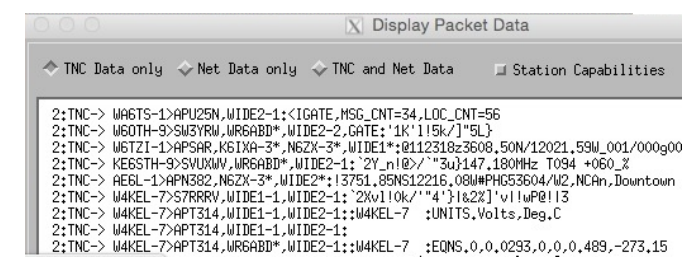 Display Packet Data
TNC Data only Net Data only TNC and Net Data Station Capabilities
2:TNC-> WA6TS-1>APU25N,WIDE2-1:<IGATE,MSG_CNT=34,LOC_CNT=56
2:TNC-> W6OTH-9>SW3YRW,WR6ABD*,WIDE2-2,GATE:'1K'l!5k/]"5L}
2:TNC-> W6TZI-1>APSAR,K6IXA-3*,N6ZX-3*,WIDE1*:@112318z3608.50N/12021.59W_001/000g00
2:TNC-> KE6STH-9>SVUXWV,WR6ABD*,WIDE2-1:`2Y_n!@>/`"3u}147.180MHz T094 +060_%
2:TNC-> AE6L-1>APN382,N6ZX-3*,WIDE2*:!3751.85NS12216.08W#PHG53604/W2,NCAn,Downtown
2:TNC-> W4KEL-7>S7RRRV,WIDE1-1,WIDE2-1:`2Xvl!0k/'"4'}|&2%]'v|!wP@!|3
2:TNC-> W4KEL-7>APT314,WIDE1-1,WIDE2-1::W4KEL-7 :UNITS.Volts,Deg.C
2:TNC-> W4KEL-7>APT314,WIDE1-1,WIDE2-1:
2:TNC-> W4KEL-7>APT314,WR6ABD*,WIDE2-1::W4KEL-7 :EQNS.0,0.0293,0,0,0.489,-273.15